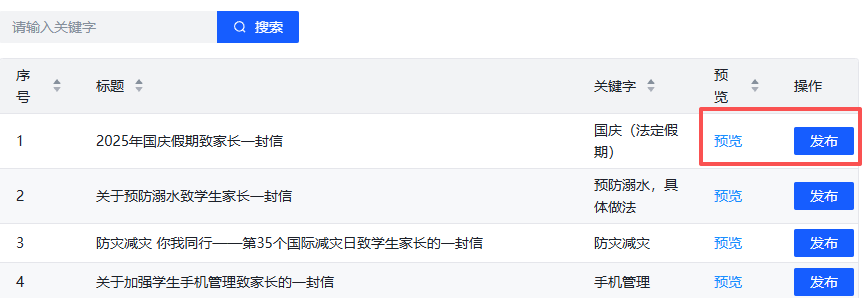 请输入关键字 搜索
序号 标题 关键字 预览 操作
1 2025年国庆假期致家长一封信 国庆（法定假期） 预览 发布
2 关于预防溺水致学生家长一封信 预防溺水，具体做法 预览 发布
3 防灾减灾 你我同行——第35个国际减灾日致学生家长的一封信 防灾减灾 预览 发布
4 关于加强学生手机管理致家长的一封信 手机管理 预览 发布